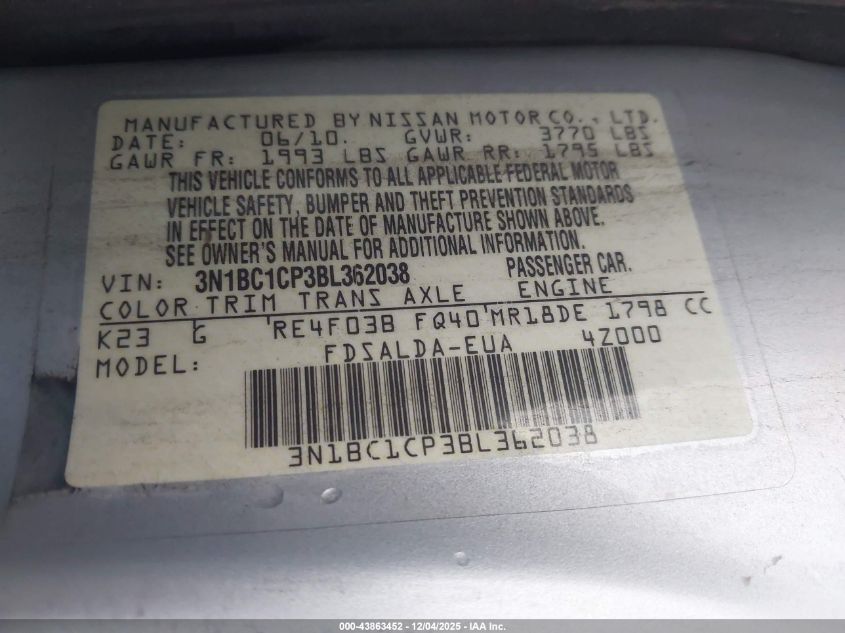 MANUFACTURED BY NISSAN MOTOR CO., LTD.
DATE: 06/10. GVWR: 3770 LBS
GAWR FR: 1993 LBS GAWR RR: 1795 LBS
THIS VEHICLE CONFORMS TO ALL APPLICABLE FEDERAL MOTOR
VEHICLE SAFETY, BUMPER AND THEFT PREVENTION STANDARDS
IN EFFECT ON THE DATE OF MANUFACTURE SHOWN ABOVE.
SEE OWNER'S MANUAL FOR ADDITIONAL INFORMATION.
VIN: 3N1BC1CP3BL362038 PASSENGER CAR.
COLOR TRIM TRANS AXLE ENGINE
K23 G RE4F03B FQ40 MR18DE 1798 CC
MODEL: FDSALDA-EUA 4Z000
3N1BC1CP3BL362038
000-43863452 - 12/04/2025 - IAA Inc.